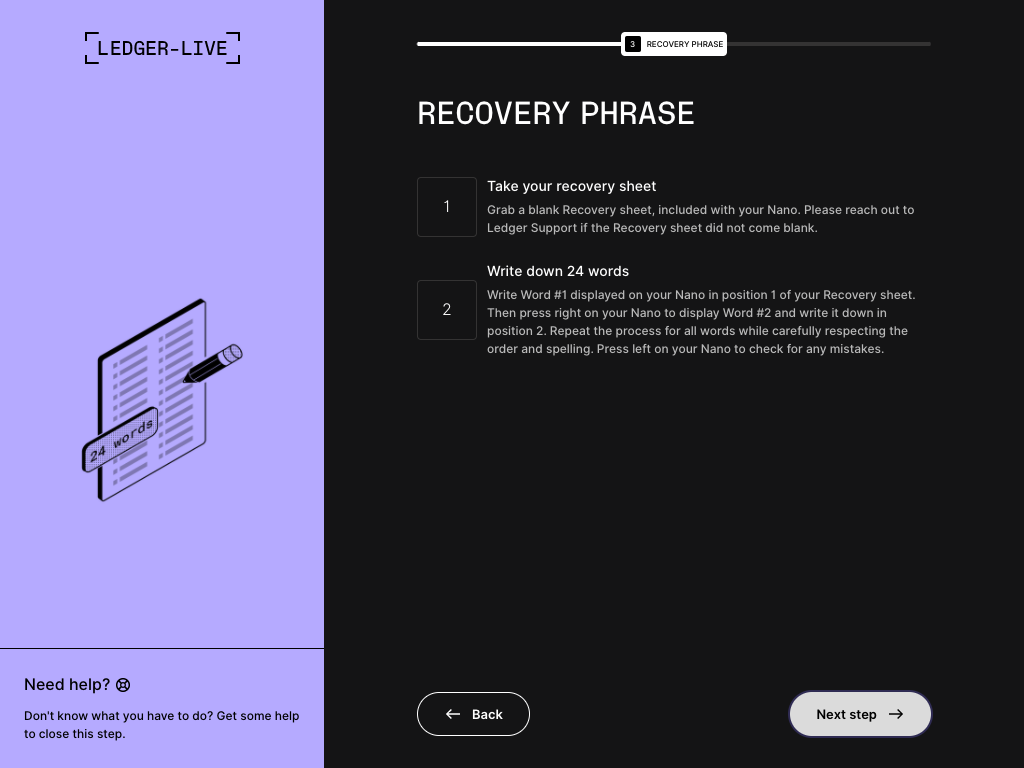 LEDGER-LIVE
24 words
Need help?
Don't know what you have to do? Get some help
to close this step.
3 RECOVERY PHRASE
RECOVERY PHRASE
1
Take your recovery sheet
Grab a blank Recovery sheet, included with your Nano. Please reach out to
Ledger Support if the Recovery sheet did not come blank.
2
Write down 24 words
Write Word #1 displayed on your Nano in position 1 of your Recovery sheet.
Then press right on your Nano to display Word #2 and write it down in
position 2. Repeat the process for all words while carefully respecting the
order and spelling. Press left on your Nano to check for any mistakes.
Back
Next step